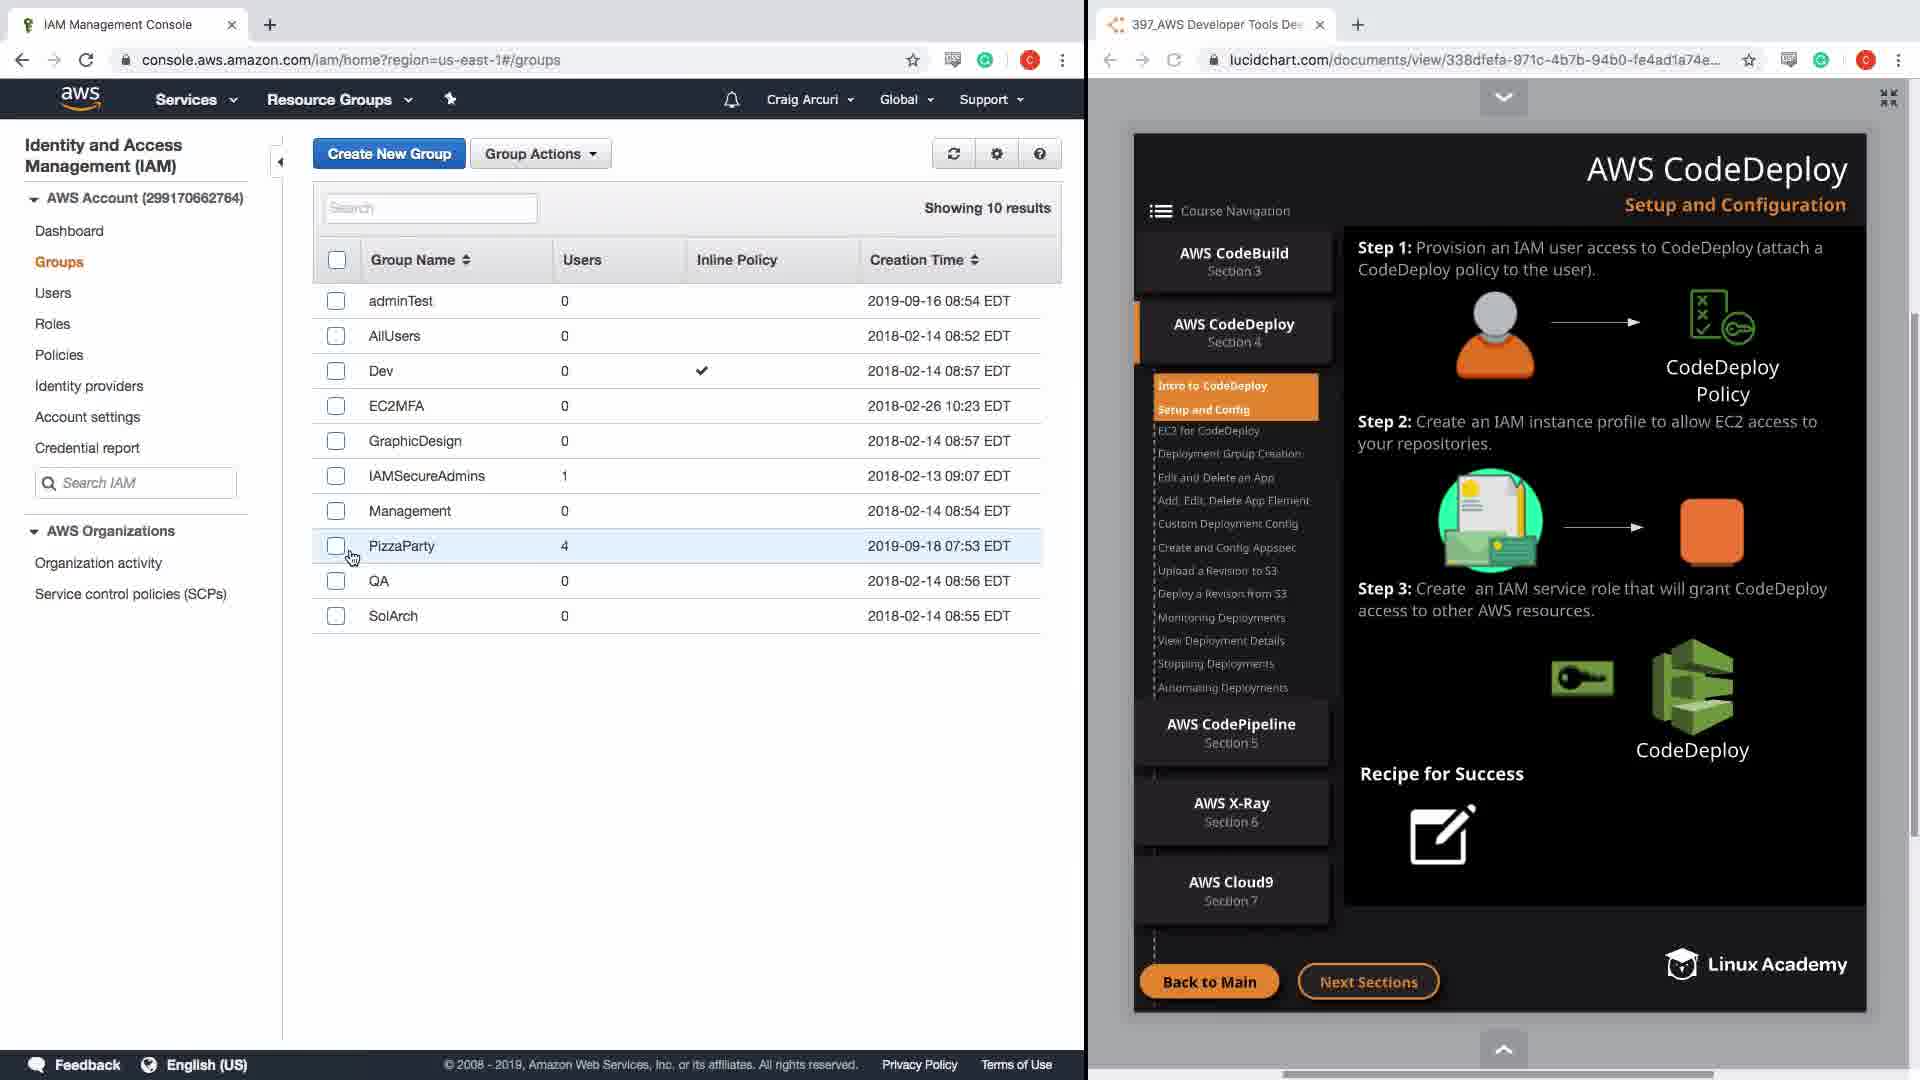 IAM Management Console
console.aws.amazon.com/iam/home?region=us-east-1#/groups
aws
Services
Resource Groups
Craig Arcuri
Global
Support
Identity and Access
Management (IAM)
AWS Account (299170662764)
Dashboard
Groups
Users
Roles
Policies
Identity providers
Account settings
Credential report
Search IAM
AWS Organizations
Organization activity
Service control policies (SCPs)
Create New Group
Group Actions
Search
Showing 10 results
Group Name Users Inline Policy Creation Time
adminTest 0 2019-09-16 08:54 EDT
AllUsers 0 2018-02-14 08:52 EDT
Dev 0 ✔ 2018-02-14 08:57 EDT
EC2MFA 0 2018-02-26 10:23 EDT
GraphicDesign 0 2018-02-14 08:57 EDT
IAMSecureAdmins 1 2018-02-13 09:07 EDT
Management 0 2018-02-14 08:54 EDT
PizzaParty 4 2019-09-18 07:53 EDT
QA 0 2018-02-14 08:56 EDT
SolArch 0 2018-02-14 08:55 EDT
Feedback
English (US)
© 2008 - 2019, Amazon Web Services, Inc. or its affiliates. All rights reserved.
Privacy Policy
Terms of Use
397_AWS Developer Tools Dee
lucidchart.com/documents/view/338dfefa-971c-4b7b-94b0-fe4ad1a74e...
C
C
AWS CodeDeploy
Setup and Configuration
Course Navigation
AWS CodeBuild
Section 3
AWS CodeDeploy
Section 4
Intro to CodeDeploy
Setup and Config
EC2 for CodeDeploy
Deployment Group Creation
Edit and Delete an App
Add, Edit, Delete App Element
Custom Deployment Config
Create and Config Appspec
Upload a Revision to S3
Deploy a Revison from S3
Monitoring Deployments
View Deployment Details
Stopping Deployments
Automating Deployments
AWS CodePipeline
Section 5
AWS X-Ray
Section 6
AWS Cloud9
Section 7
Back to Main
Next Sections
Step 1: Provision an IAM user access to CodeDeploy (attach a
CodeDeploy policy to the user).
CodeDeploy
Policy
Step 2: Create an IAM instance profile to allow EC2 access to
your repositories.
Step 3: Create an IAM service role that will grant CodeDeploy
access to other AWS resources.
CodeDeploy
Recipe for Success
Linux Academy